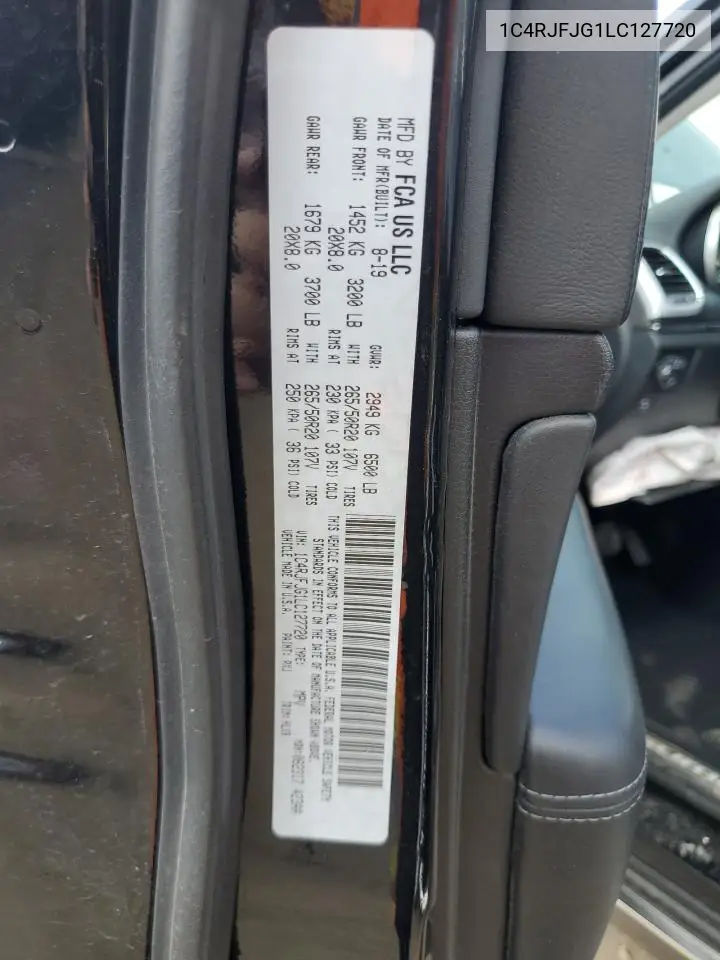 1C4RJFJG1LC127720
MFD BY FCA US LLC
DATE OF MFR(BUILT): 8-19 GVWR: 2949 KG 6500 LB
GAWR FRONT: 1452 KG 3200 LB WITH 265/50R20 107V TIRES
20X8.0 RIMS AT 230 KPA ( 33 PSI) COLD
GAWR REAR: 1679 KG 3700 LB WITH 265/50R20 107V TIRES
20X8.0 RIMS AT 250 KPA ( 36 PSI) COLD
THIS VEHICLE CONFORMS TO ALL APPLICABLE U.S.A. FEDERAL MOTOR VEHICLE SAFETY
STANDARDS IN EFFECT ON THE DATE OF MANUFACTURE SHOWN ABOVE.
VIN: 1C4RJFJG1LC127720 TYPE: MPV
VEHICLE MADE IN U.S.A. PAINT: PXJ